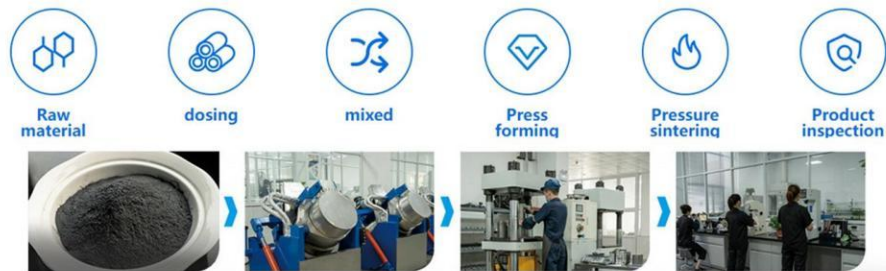 Raw
material
dosing
mixed
Press
forming
Pressure
sintering
Product
inspection